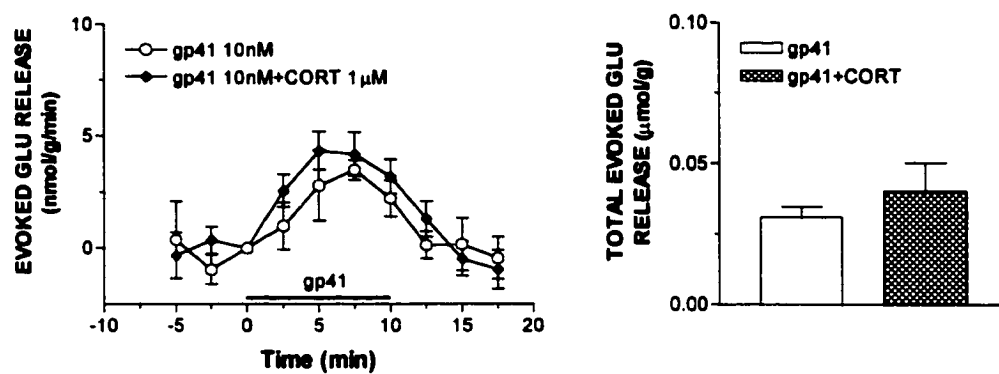 EVOKED GLU RELEASE
(nmol/g/min)
10
5
0
gp41 10nM
gp41 10nM+CORT 1µM
gp41
-10
-5
0
5
10
15
20
Time (min)
TOTAL EVOKED GLU
RELEASE (µmol/g)
0.10
0.05
0.00
gp41
gp41+CORT